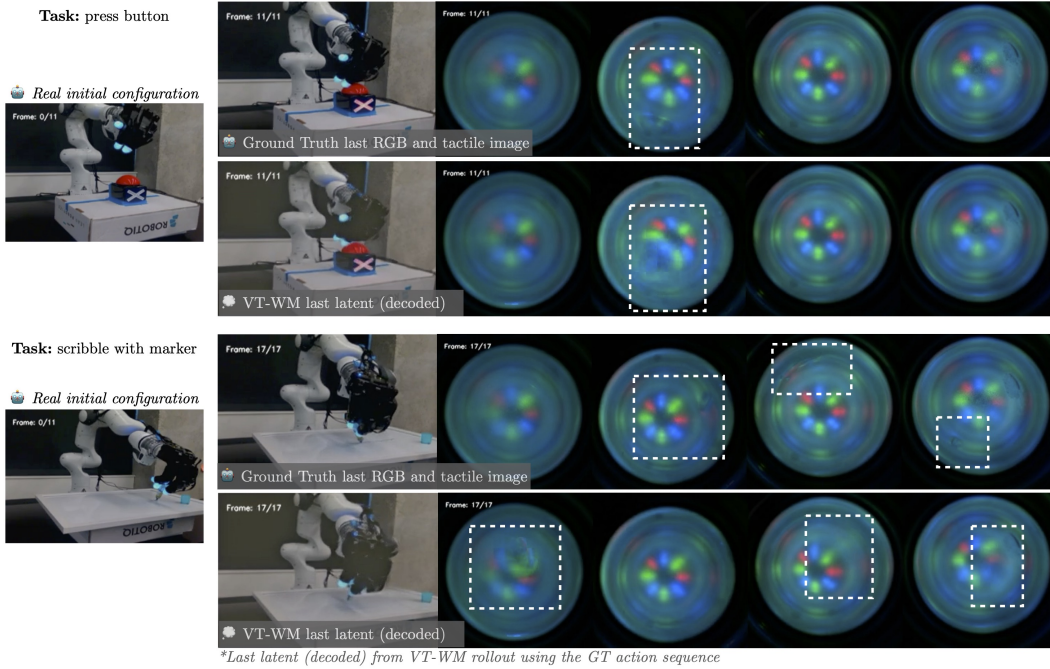 Task: press button
Real initial configuration
Frame: 0/11
ROBOTIQ
Frame: 11/11
Frame: 11/11
Ground Truth last RGB and tactile image
Frame: 11/11
Frame: 11/11
VT-WM last latent (decoded)
Task: scribble with marker
Real initial configuration
Frame: 0/11
ROBOTIQ
Frame: 17/17
Frame: 17/17
Ground Truth last RGB and tactile image
Frame: 17/17
Frame: 17/17
VT-WM last latent (decoded)
*Last latent (decoded) from VT-WM rollout using the GT action sequence